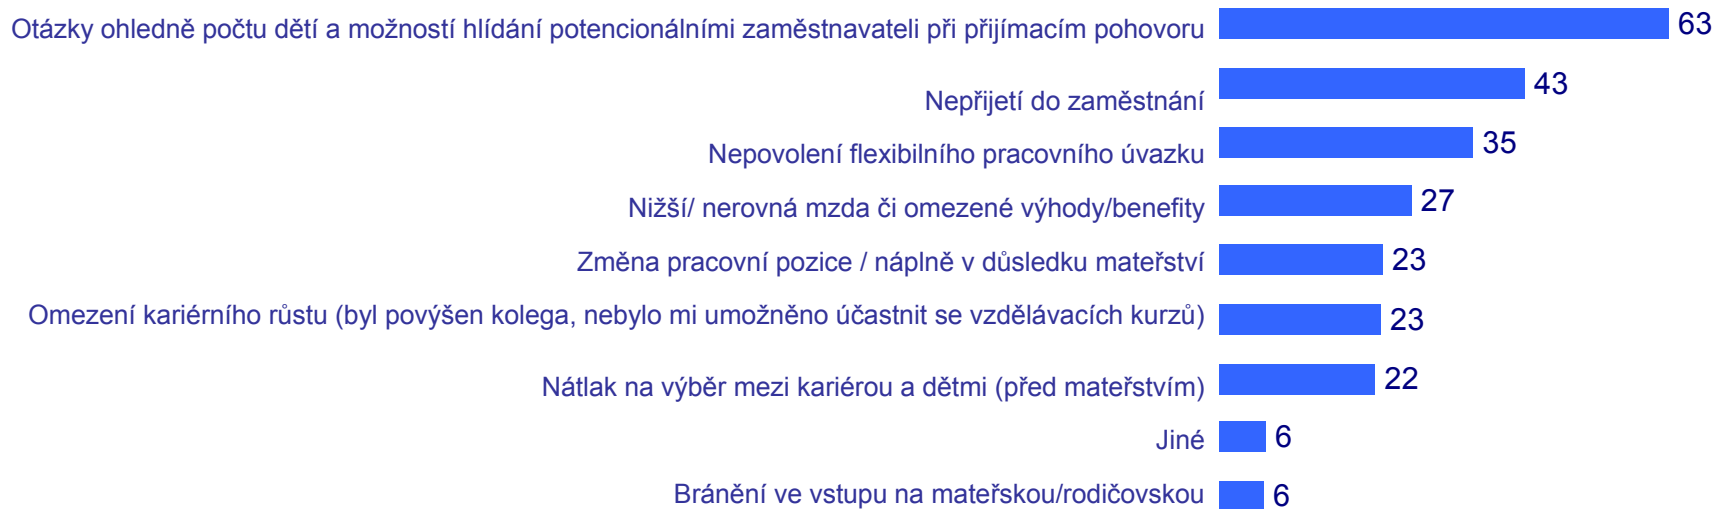 Otázky ohledně počtu dětí a možností hlídání potencionálními zaměstnavateli při přijímacím pohovoru 63
Nepřijetí do zaměstnání 43
Nepovolení flexibilního pracovního úvazku 35
Nižší/ nerovná mzda či omezené výhody/benefity 27
Změna pracovní pozice / náplně v důsledku mateřství 23
Omezení kariérního růstu (byl povýšen kolega, nebylo mi umožněno účastnit se vzdělávacích kurzů) 23
Nátlak na výběr mezi kariérou a dětmi (před mateřstvím) 22
Jiné 6
Bránění ve vstupu na mateřskou/rodičovskou 6